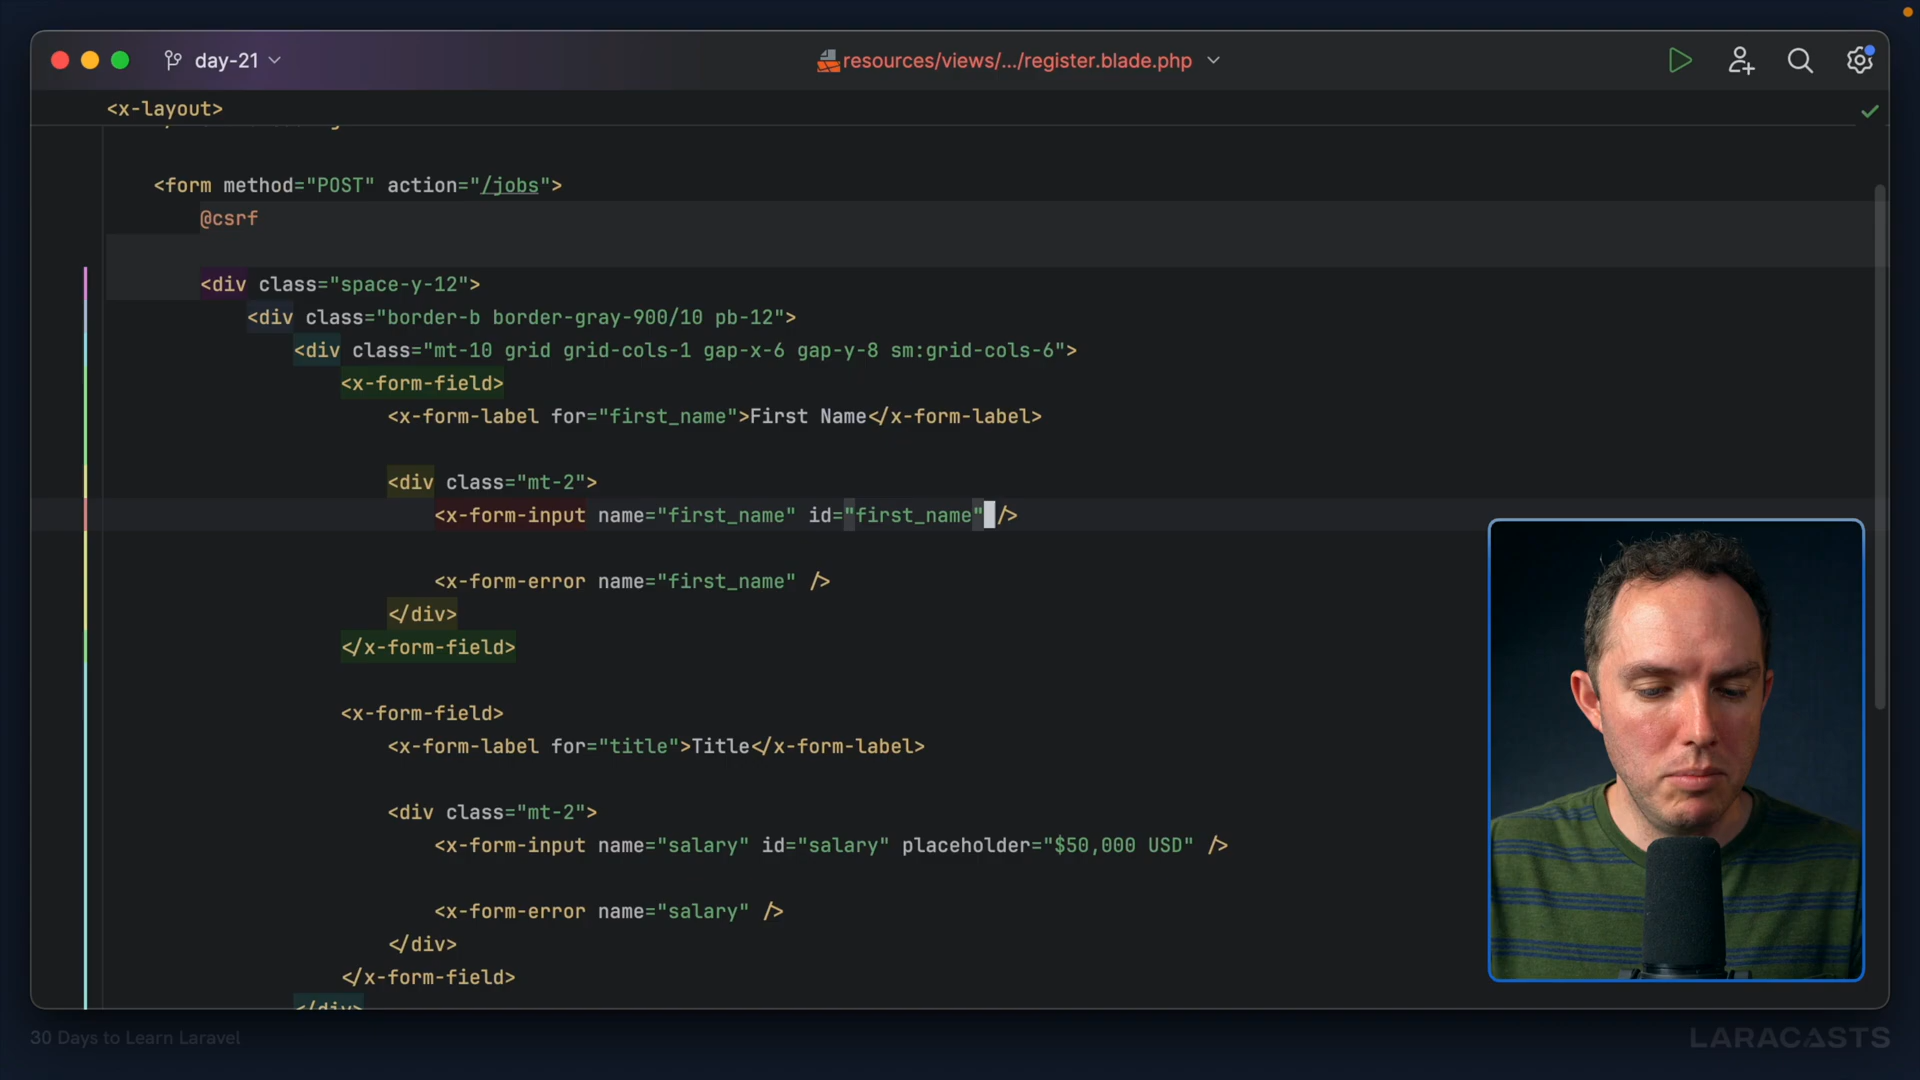 day-21
resources/views/.../register.blade.php
<x-layout>
<form method="POST" action="/jobs">
@csrf
<div class="space-y-12">
<div class="border-b border-gray-900/10 pb-12">
<div class="mt-10 grid grid-cols-1 gap-x-6 gap-y-8 sm:grid-cols-6">
<x-form-field>
<x-form-label for="first_name">First Name</x-form-label>
<div class="mt-2">
<x-form-input name="first_name" id="first_name" />
<x-form-error name="first_name" />
</div>
</x-form-field>
<x-form-field>
<x-form-label for="title">Title</x-form-label>
<div class="mt-2">
<x-form-input name="salary" id="salary" placeholder="$50,000 USD" />
<x-form-error name="salary" />
</div>
</x-form-field>
</div>
30 Days to Learn Laravel
LARACASTS